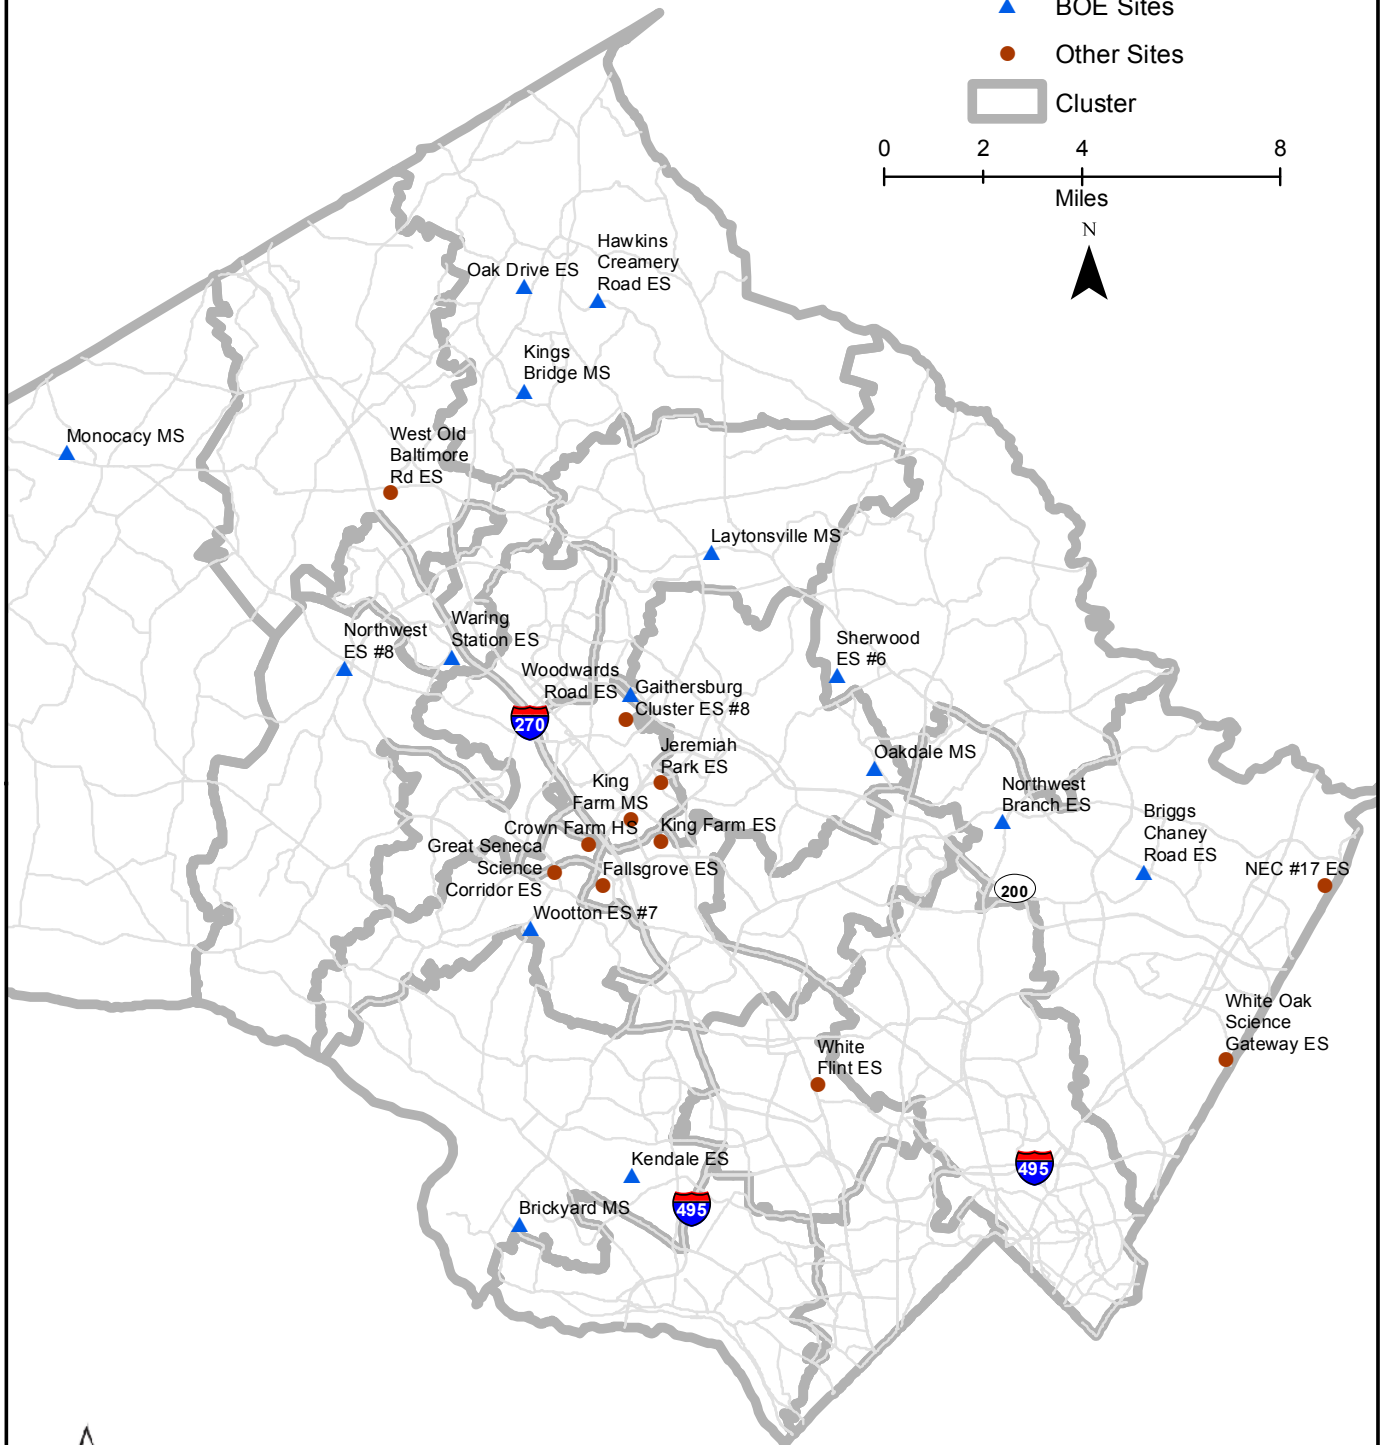 BOE Sites
Other Sites
Cluster
0 2 4 8
Miles
N
Hawkins
Creamery
Road ES
Oak Drive ES
Kings
Bridge MS
Monocacy MS
West Old
Baltimore
Rd ES
Laytonsville MS
Waring
Station ES
Northwest
ES #8
Sherwood
ES #6
Woodwards
Road ES
Gaithersburg
Cluster ES #8
270
Jeremiah
Park ES
Oakdale MS
King
Farm MS
Northwest
Branch ES
Briggs
Chaney
Road ES
Crown Farm HS
King Farm ES
Great Seneca
Science
Corridor ES
Fallsgrove ES
NEC #17 ES
200
Wootton ES #7
White Oak
Science
Gateway ES
White
Flint ES
Kendale ES
495
495
Brickyard MS